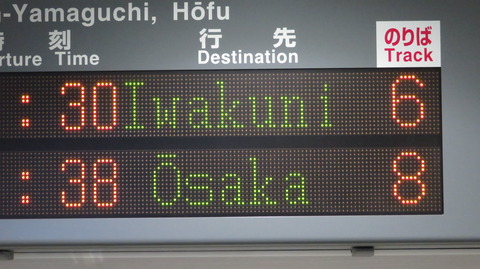 n-Yamaguchi, Hōfu
時 刻 行 先 のりば
rture Time Destination Track
: 30 Iwakuni 6
: 38 Ōsaka 8